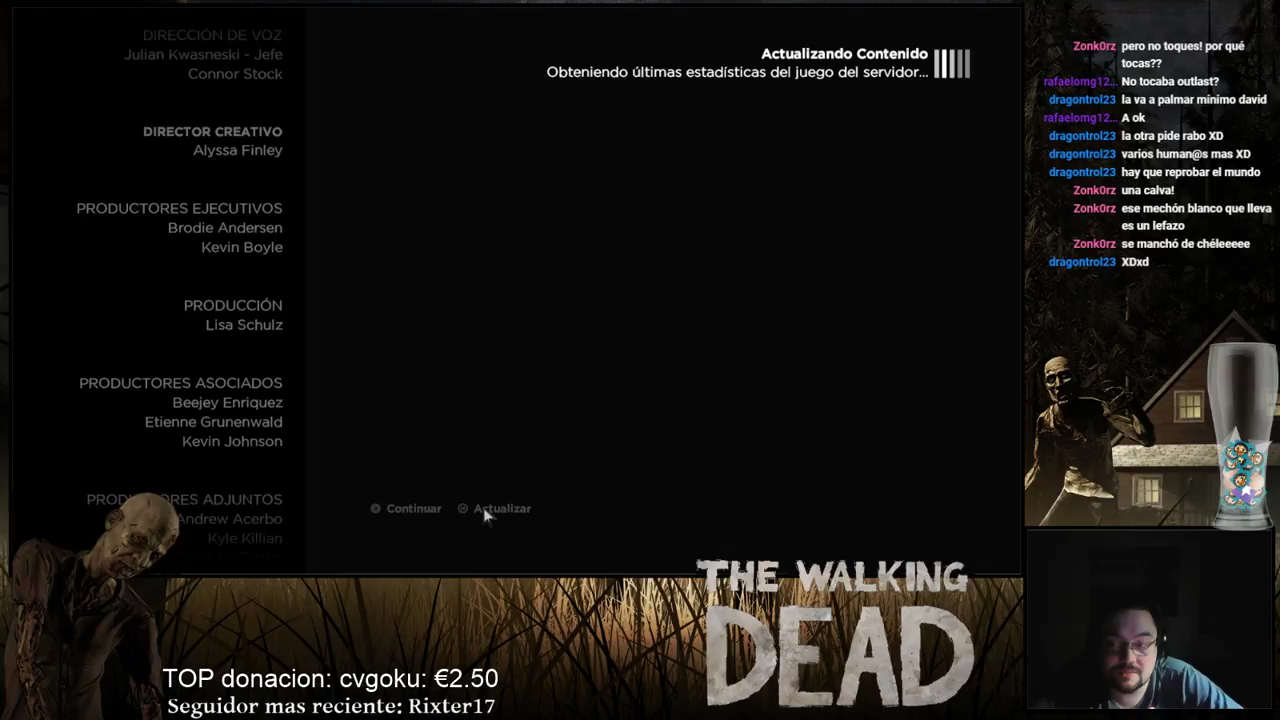 DIRECCIÓN DE VOZ
Julian Kwasneski - Jefe
Connor Stock
DIRECTOR CREATIVO
Alyssa Finley
PRODUCTORES EJECUTIVOS
Brodie Andersen
Kevin Boyle
PRODUCCIÓN
Lisa Schulz
PRODUCTORES ASOCIADOS
Beejey Enriquez
Etienne Grunenwald
Kevin Johnson
ADJUNTOS
Andrew Acerbo
Kyle Killian
Actualizando Contenido
Obteniendo últimas estadísticas del juego del servidor...
Continuar Actualizar
Zonk0rz pero no toques! por qué
tocas??
rafaelomg12... No tocaba outlast?
dragontrol23 la va a palmar mínimo david
rafaelomg12... A ok
dragontrol23 la otra pide rabo XD
dragontrol23 varios human@s mas XD
dragontrol23 hay que reprobar el mundo
Zonk0rz una calva!
Zonk0rz ese mechón blanco que lleva
es un lefazo
Zonk0rz se manchó de chéleeeee
dragontrol23 XDxd
THE WALKING
DEAD
TOP donacion: cvgoku: €2.50
Seguidor mas reciente: Rixter17